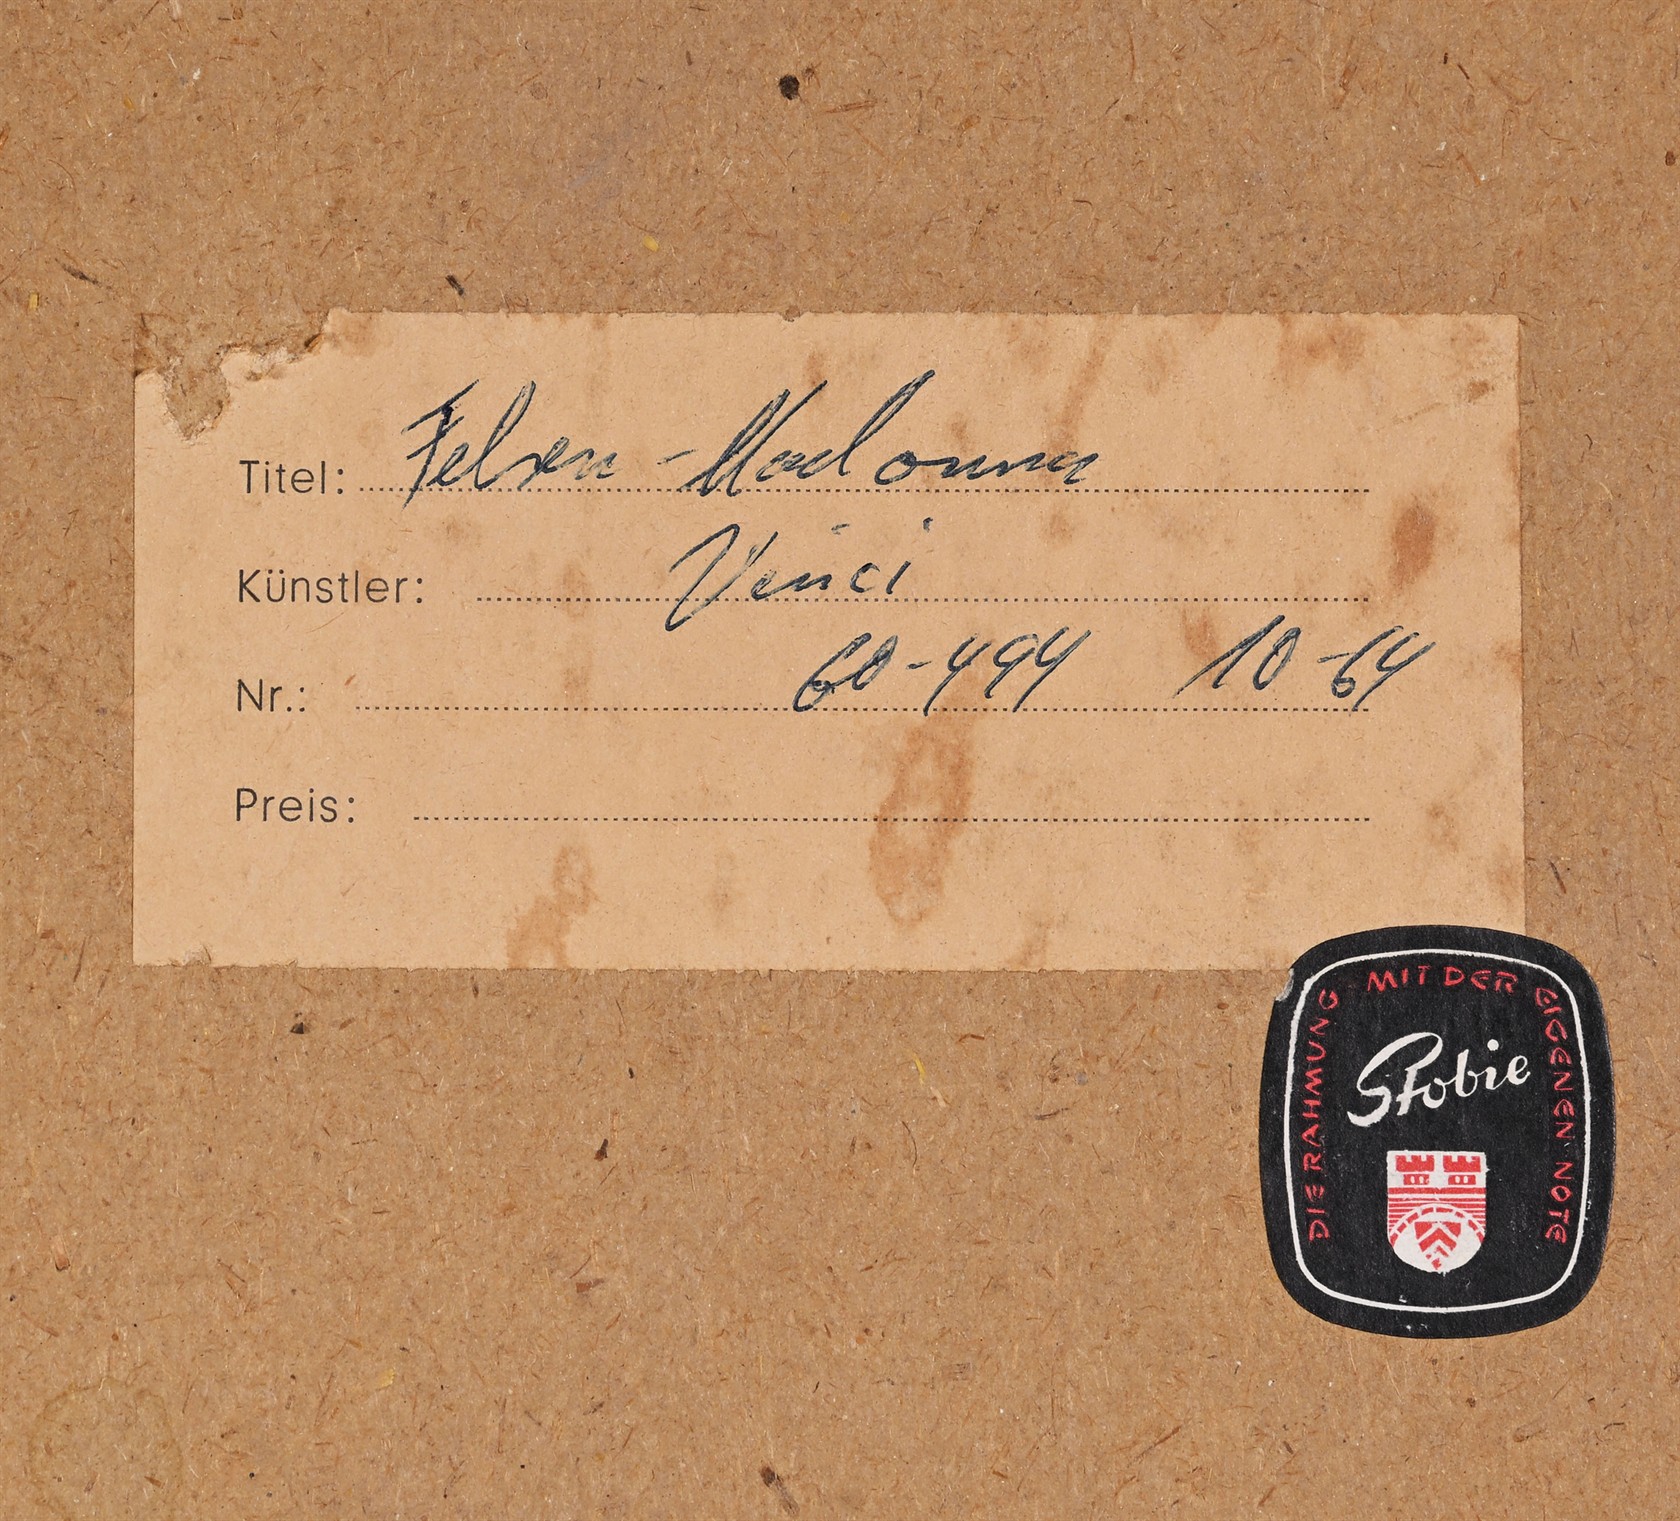 Titel: Felsen-Madonna
Künstler: Vinci
Nr.: 60-494 10-64
Preis:
DIE RAHMUNG MIT DER EIGENEN NOTE
Stobie